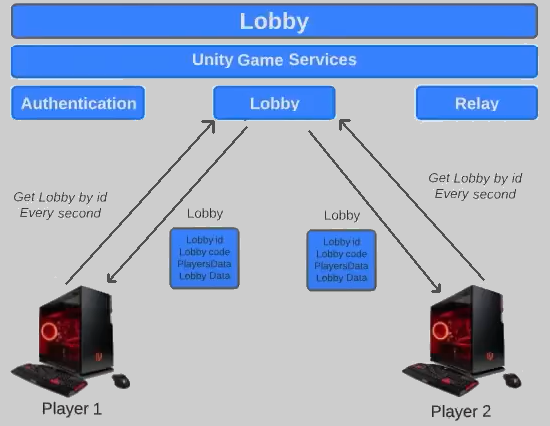 Lobby
Unity Game Services
Authentication
Lobby
Relay
Get Lobby by id
Every second
Get Lobby by id
Every second
Lobby
Lobby id
Lobby code
PlayersData
Lobby Data
Lobby
Lobby id
Lobby code
PlayersData
Lobby Data
Player 1
Player 2